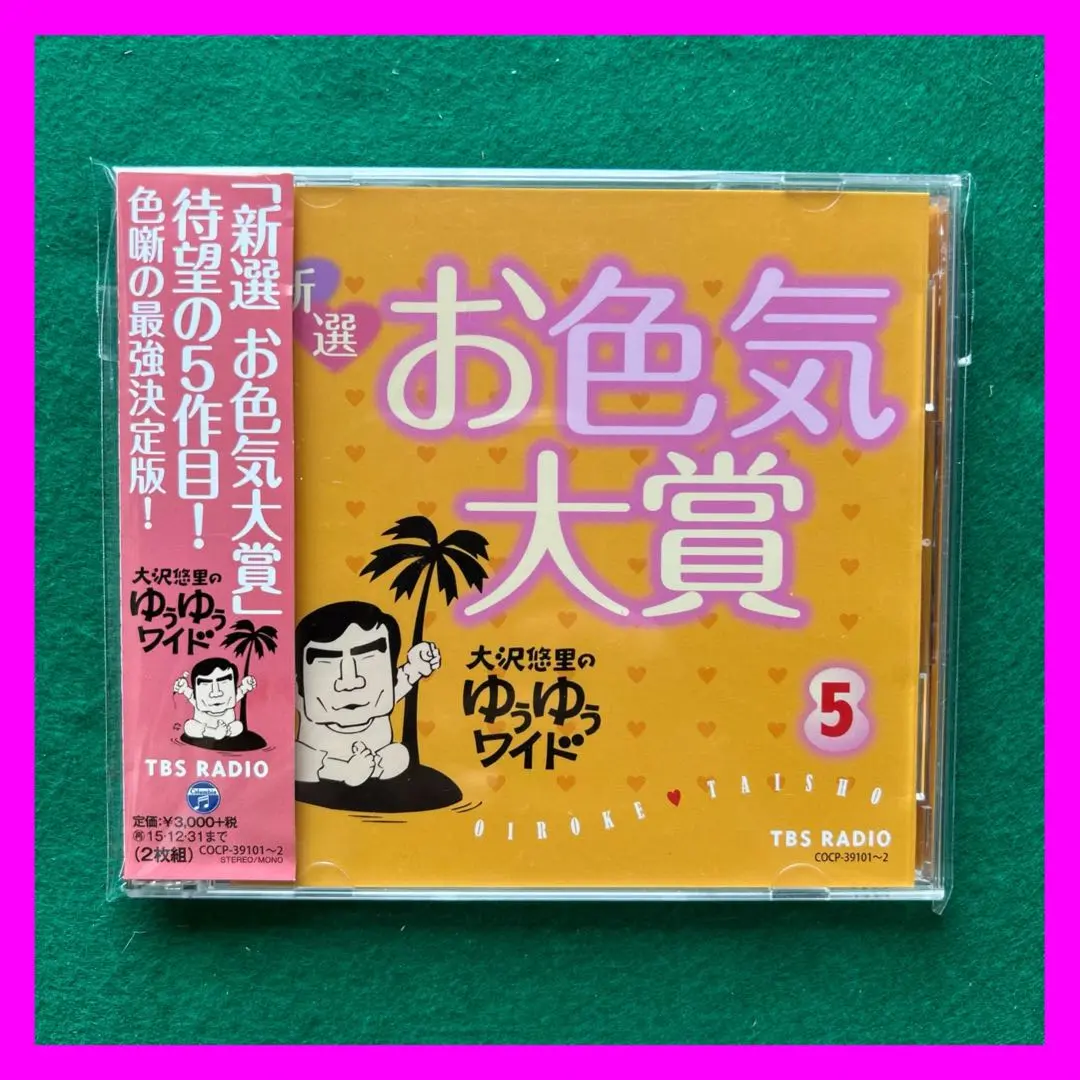 「新選 お色気大賞」
待望の5作目!
色噺の最強決定版!
大沢悠里の
ゆうゆう
ワイド
TBS RADIO
Columbia
定価:¥3,000+税
Ⓡ15・12・31まで
(2枚組) COCP-39101~2
STEREO/MONO
新
選
お色気
大賞
大沢悠里の
ゆうゆう
ワイド
5
OIROKE♥TAISHO
TBS RADIO
COCP-39101~2